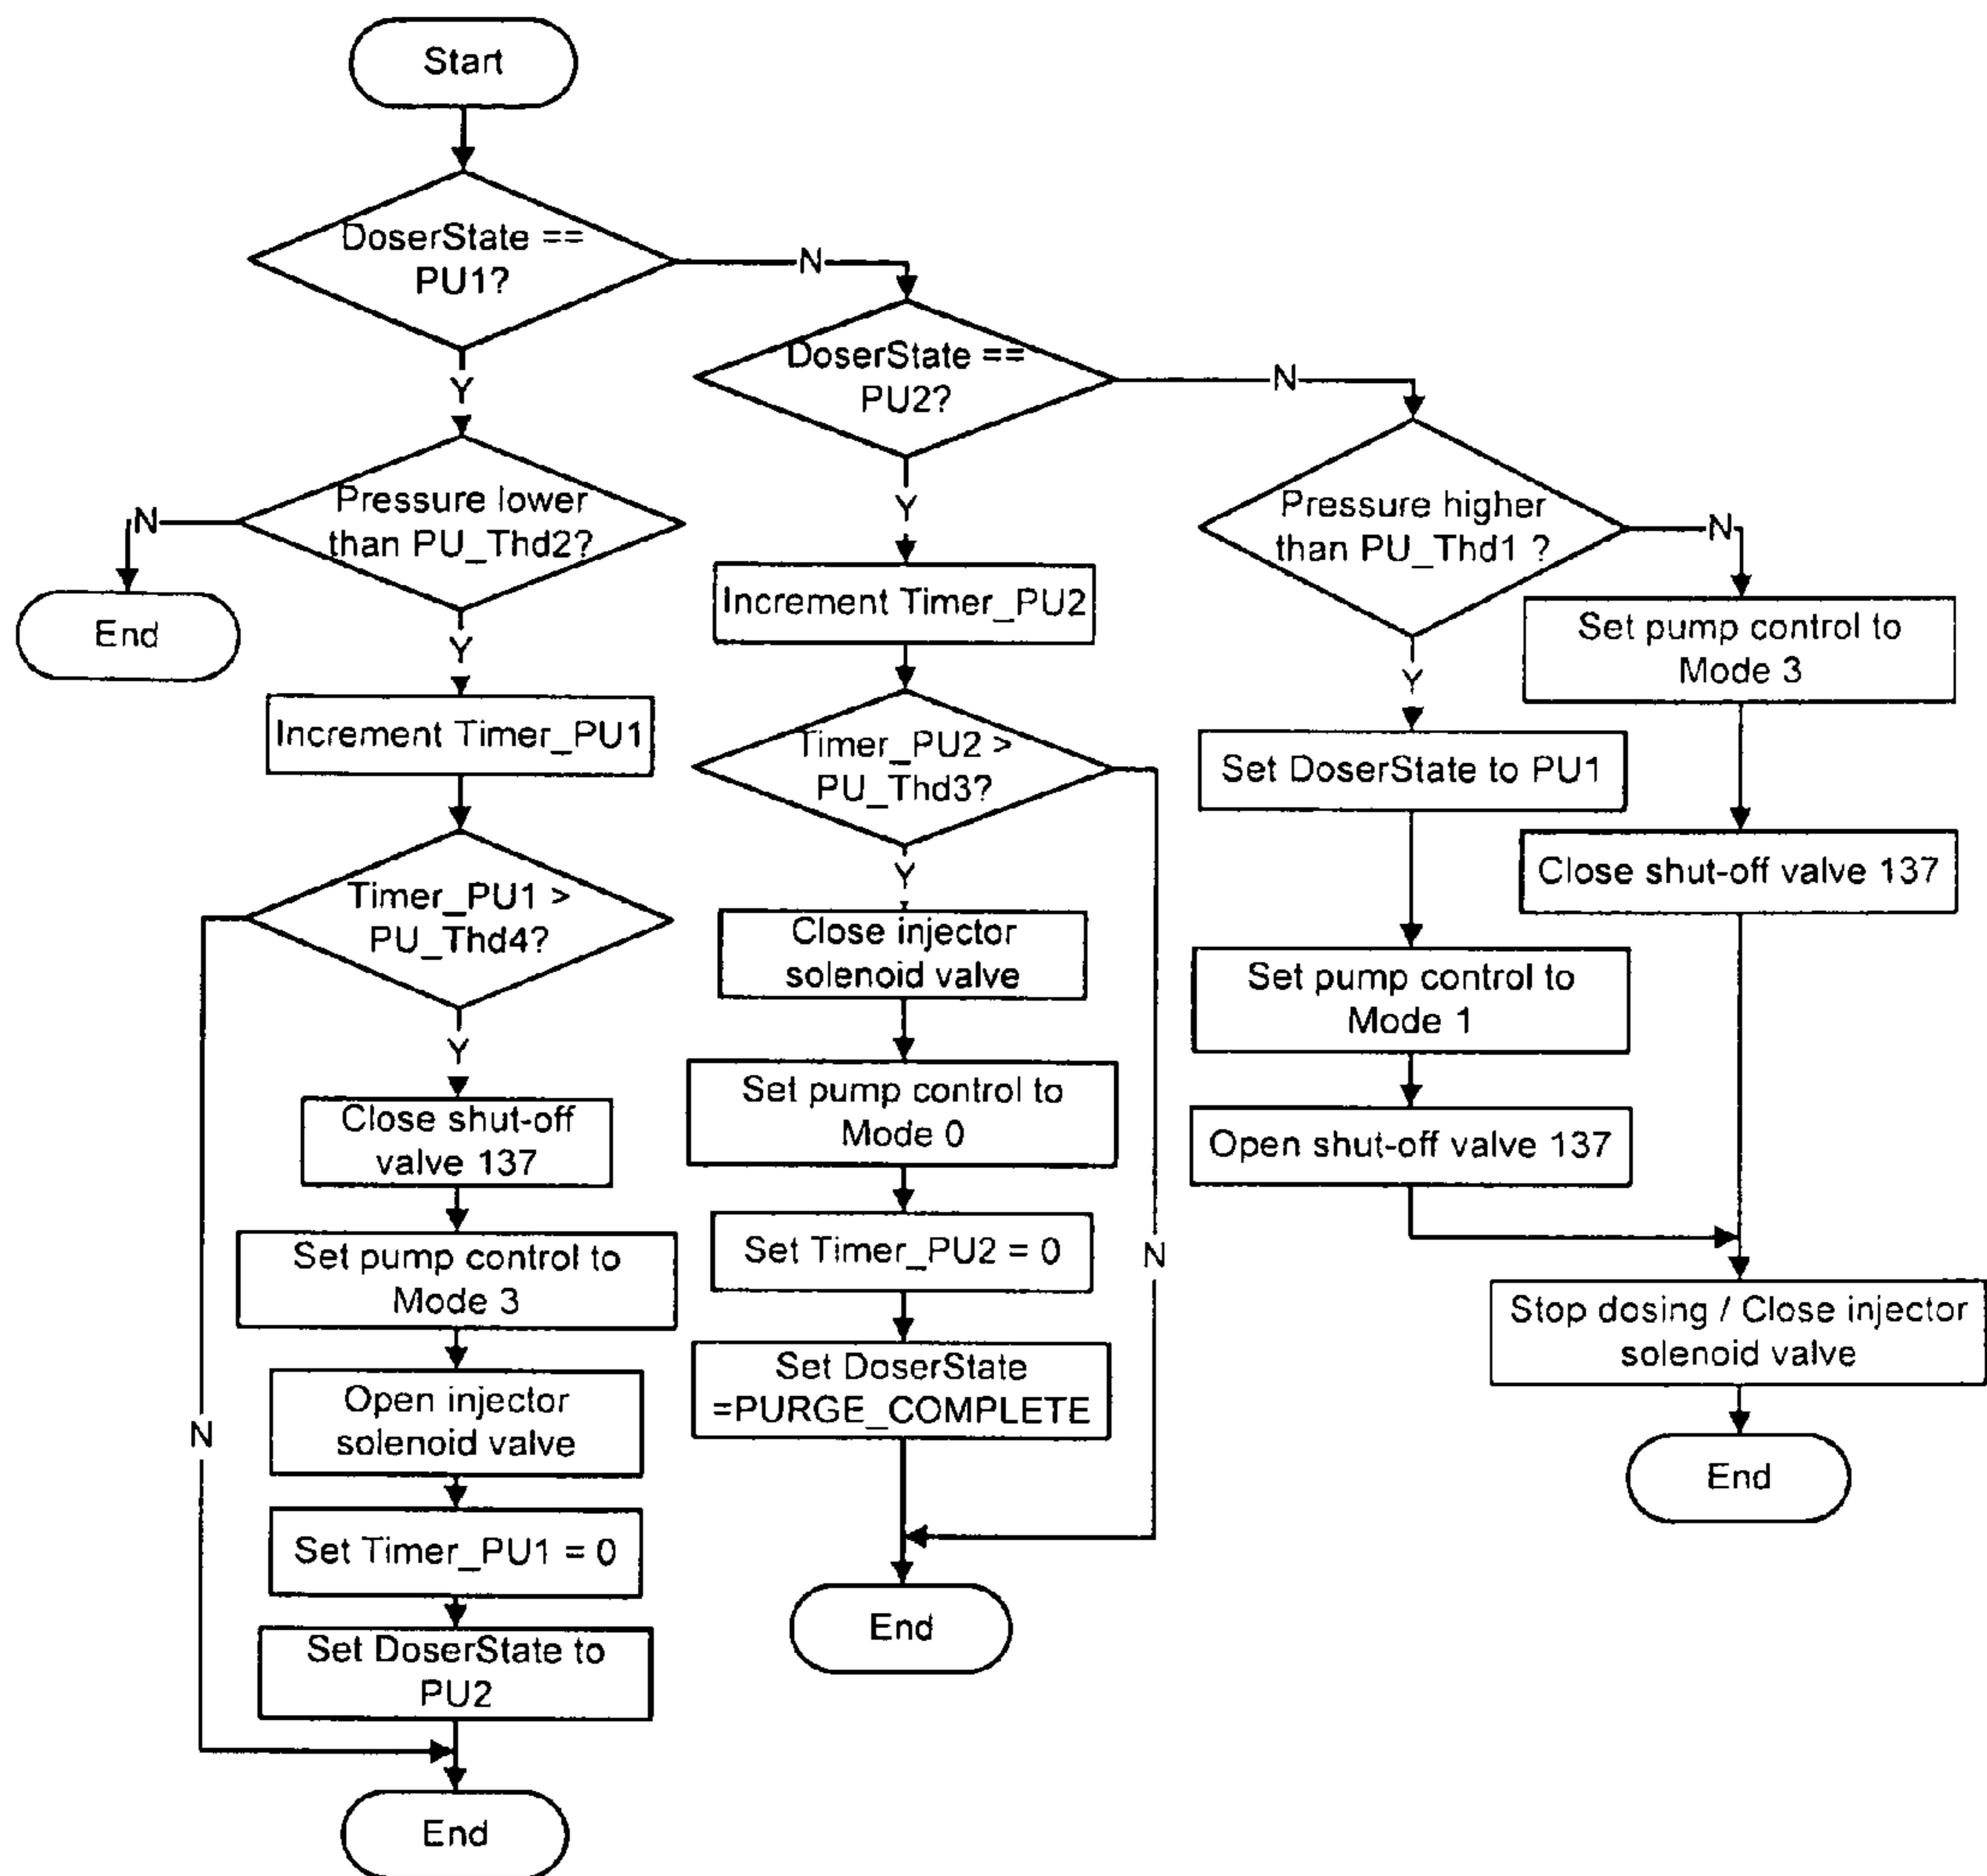 Start
DoserState ==
PU1?
N
Y
DoserState ==
PU2?
N
Y
Pressure lower
than PU_Thd2?
N
End
Y
Increment Timer_PU1
Timer_PU1 >
PU_Thd4?
N
Y
Close shut-off
valve 137
Set pump control to
Mode 3
Open injector
solenoid valve
Set Timer_PU1 = 0
Set DoserState to
PU2
End
Increment Timer_PU2
Timer_PU2 >
PU_Thd3?
N
Y
Close injector
solenoid valve
Set pump control to
Mode 0
Set Timer_PU2 = 0
Set DoserState
=PURGE_COMPLETE
End
Pressure higher
than PU_Thd1 ?
N
Y
Set DoserState to PU1
Set pump control to
Mode 1
Open shut-off valve 137
Set pump control to
Mode 3
Close shut-off valve 137
Stop dosing / Close injector
solenoid valve
End